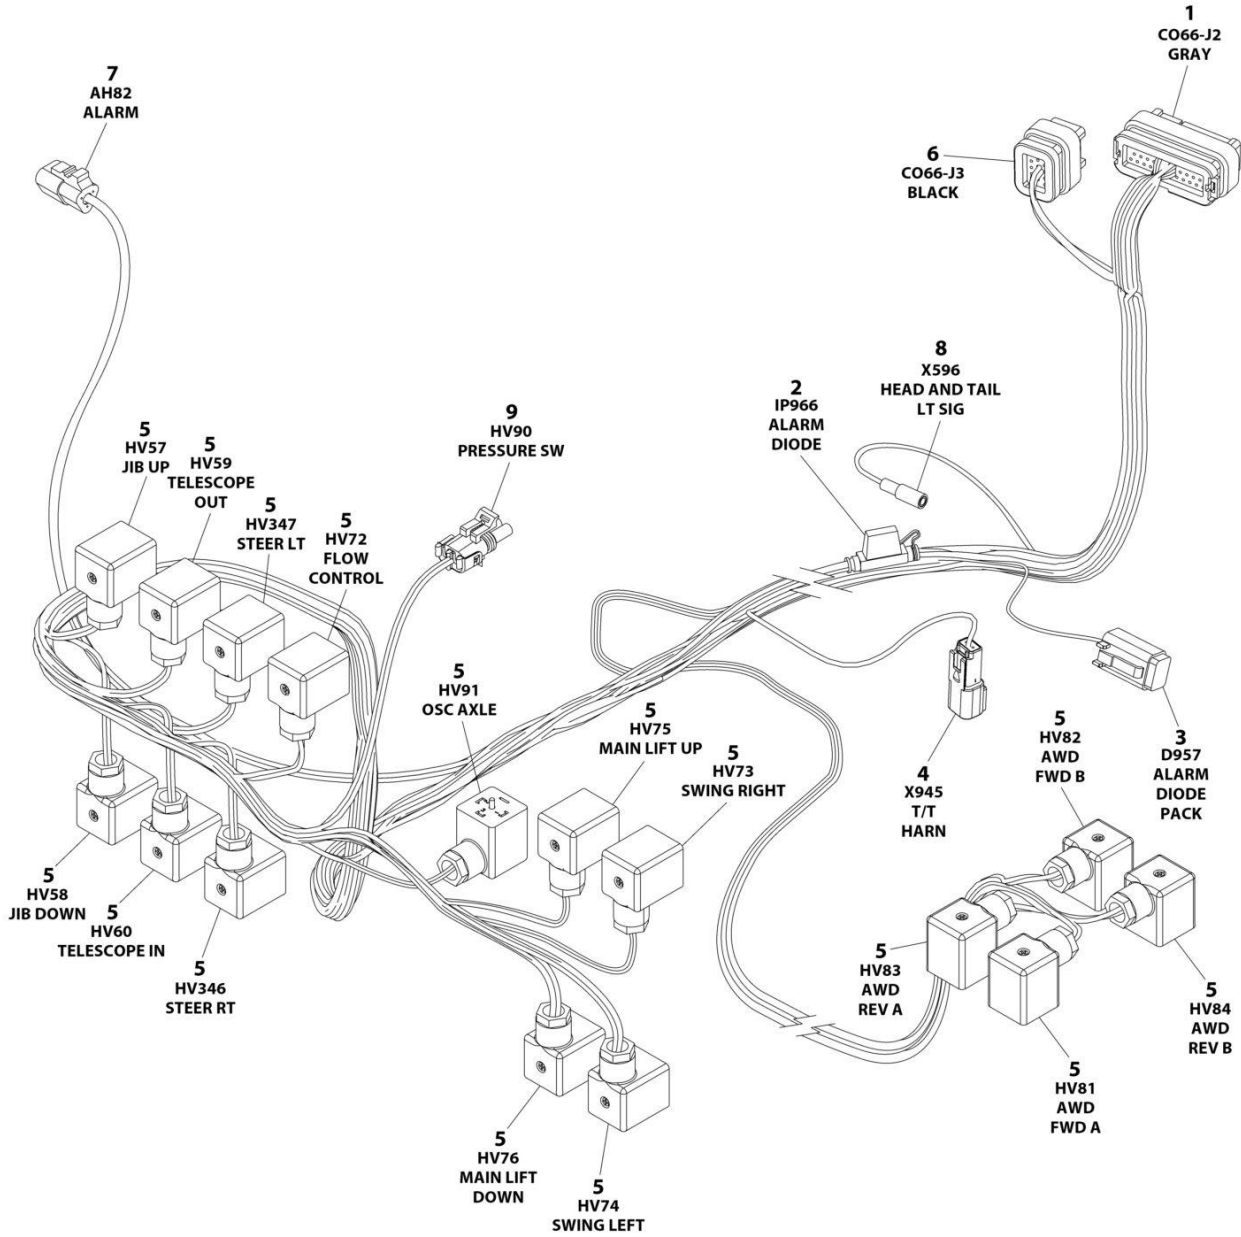 1
CO66-J2
GRAY
7
AH82
ALARM
6
CO66-J3
BLACK
8
X596
HEAD AND TAIL
LT SIG
2
IP966
ALARM
DIODE
9
HV90
PRESSURE SW
5
HV57
JIB UP
5
HV59
TELESCOPE
OUT
5
HV347
STEER LT
5
HV72
FLOW
CONTROL
5
HV91
OSC AXLE
5
HV75
MAIN LIFT UP
5
HV73
SWING RIGHT
4
X945
T/T
HARN
5
HV82
AWD
FWD B
3
D957
ALARM
DIODE
PACK
5
HV58
JIB DOWN
5
HV60
TELESCOPE IN
5
HV346
STEER RT
5
HV83
AWD
REV A
5
HV84
AWD
REV B
5
HV81
AWD
FWD A
5
HV76
MAIN LIFT
DOWN
5
HV74
SWING LEFT